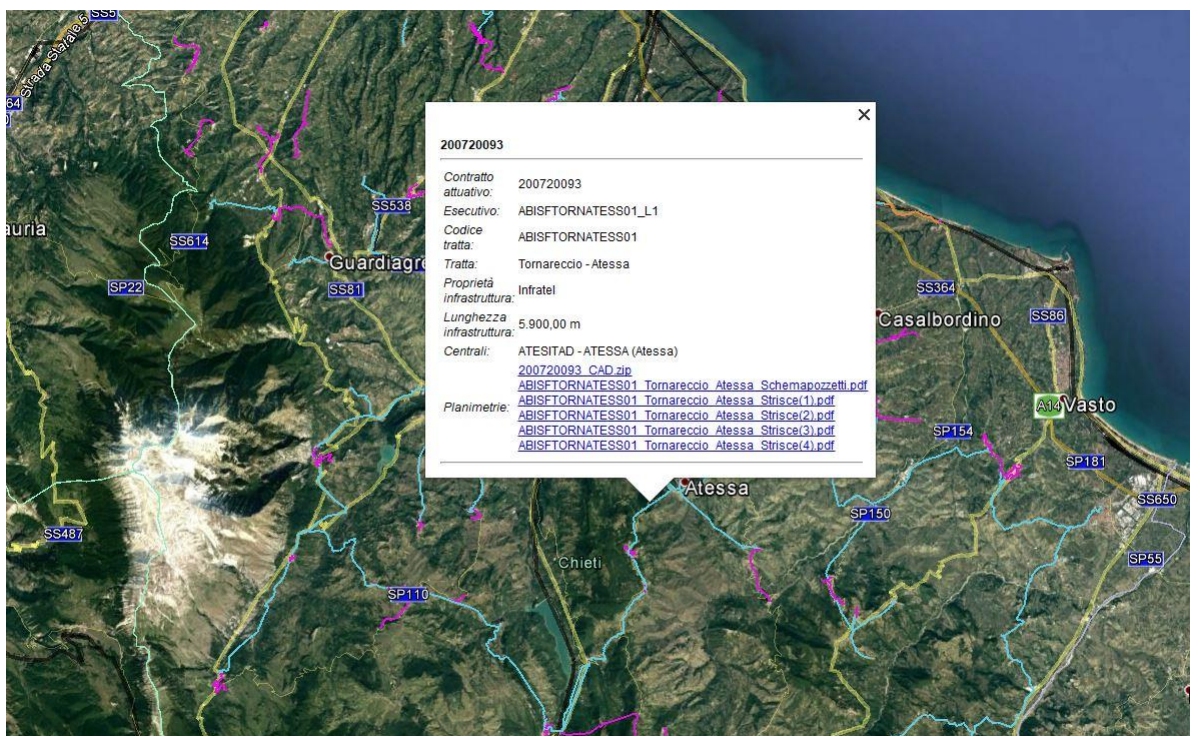 SS5
Strada Statale 5
64
200720093
Contratto attuativo: 200720093
Esecutivo: ABISFTORNATESS01_L1
Codice tratta: ABISFTORNATESS01
Tratta: Tornareccio - Atessa
Proprietà infrastruttura: Infratel
Lunghezza infrastruttura: 5.900,00 m
Centrali: ATESITAD - ATESSA (Atessa)
Planimetrie:
200720093_CAD.zip
ABISFTORNATESS01_Tornareccio_Atessa_Schemapozzetti.pdf
ABISFTORNATESS01_Tornareccio_Atessa_Strisce(1).pdf
ABISFTORNATESS01_Tornareccio_Atessa_Strisce(2).pdf
ABISFTORNATESS01_Tornareccio_Atessa_Strisce(3).pdf
ABISFTORNATESS01_Tornareccio_Atessa_Strisce(4).pdf
SS538
auria
SS614
Guardiagre
SP22
SS81
SS364
Casalbordino
SS86
A14
Vasto
SP154
SP181
Atessa
SS650
SP150
SS487
Chieti
SP55
SP110